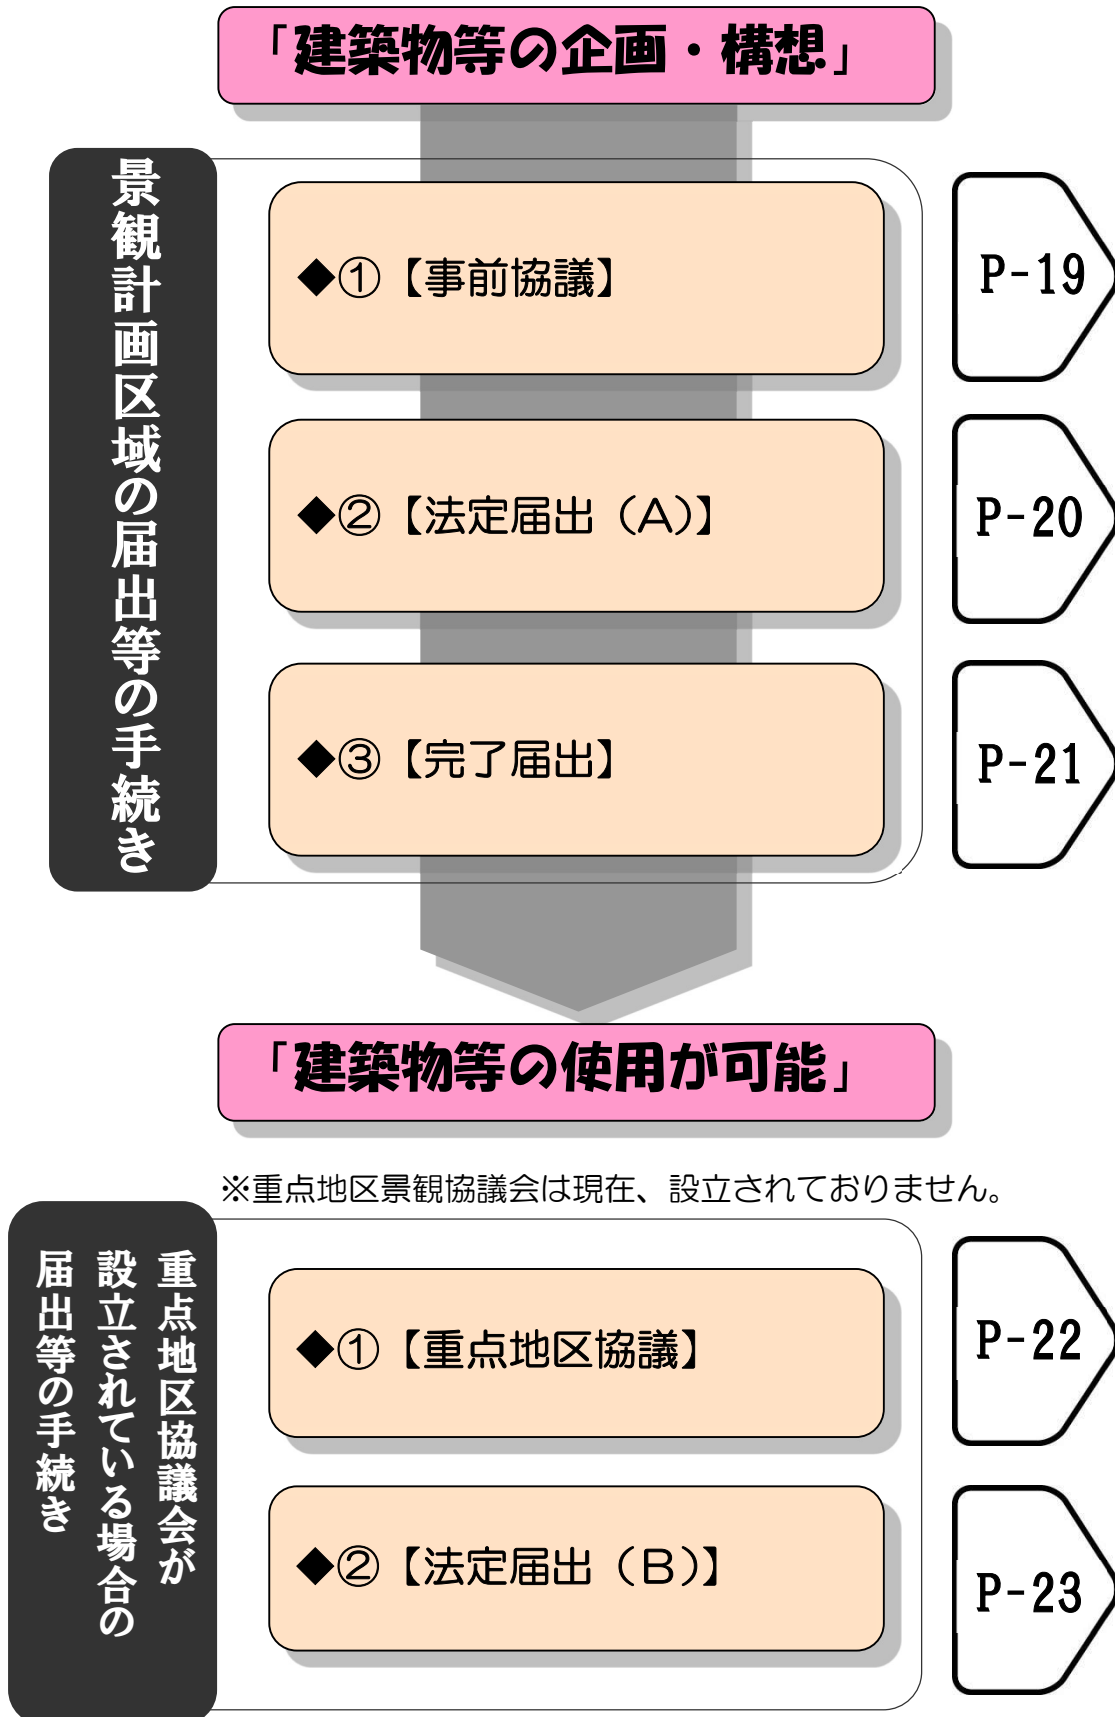 「建築物等の企画・構想」
景観計画区域の届出等の手続き
◆①【事前協議】
P-19
◆②【法定届出（A）】
P-20
◆③【完了届出】
P-21
「建築物等の使用が可能」
※重点地区景観協議会は現在、設立されておりません。
重点地区協議会が
設立されている場合の
届出等の手続き
◆①【重点地区協議】
P-22
◆②【法定届出（B）】
P-23